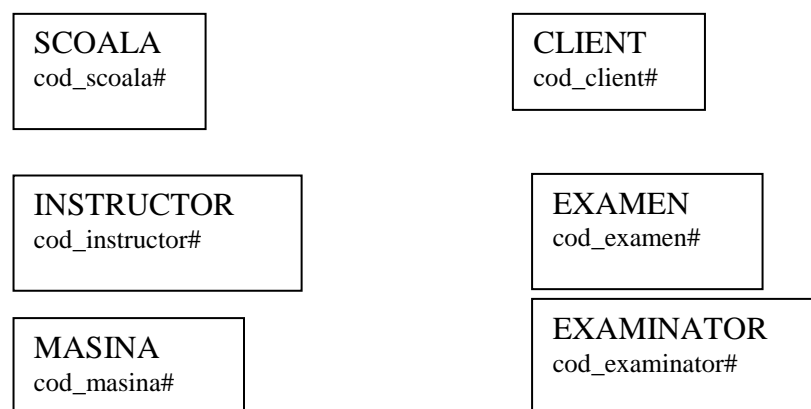 SCOALA
cod_scoala#
CLIENT
cod_client#
INSTRUCTOR
cod_instructor#
EXAMEN
cod_examen#
MASINA
cod_masina#
EXAMINATOR
cod_examinator#